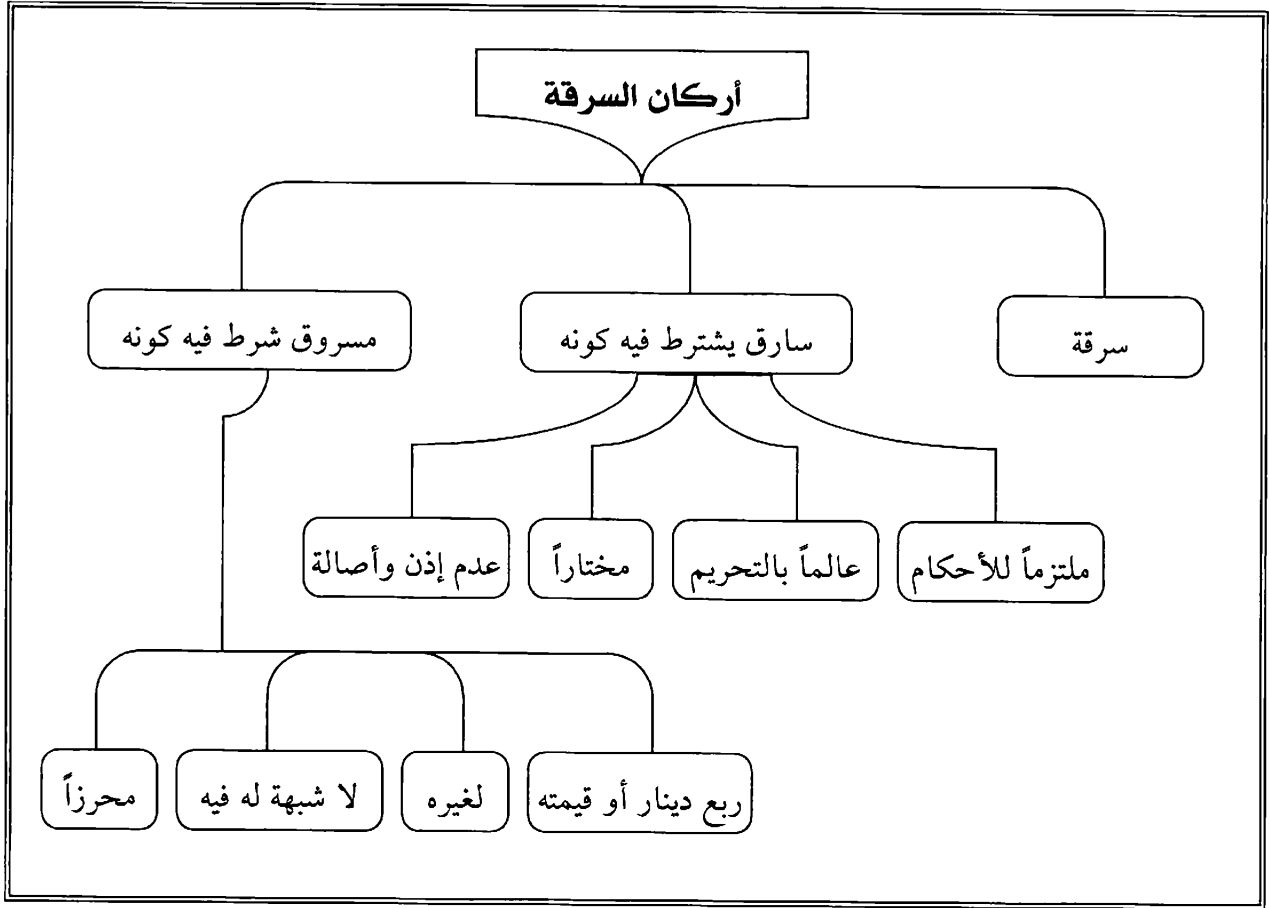 أركان السرقة
سرقة
سارق يشترط فيه كونه
مسروق شرط فيه كونه
ملتزماً للأحكام
عالماً بالتحريم
مختاراً
عدم إذن وأصالة
ربع دينار أو قيمته
لغيره
لا شبهة له فيه
محرزاً